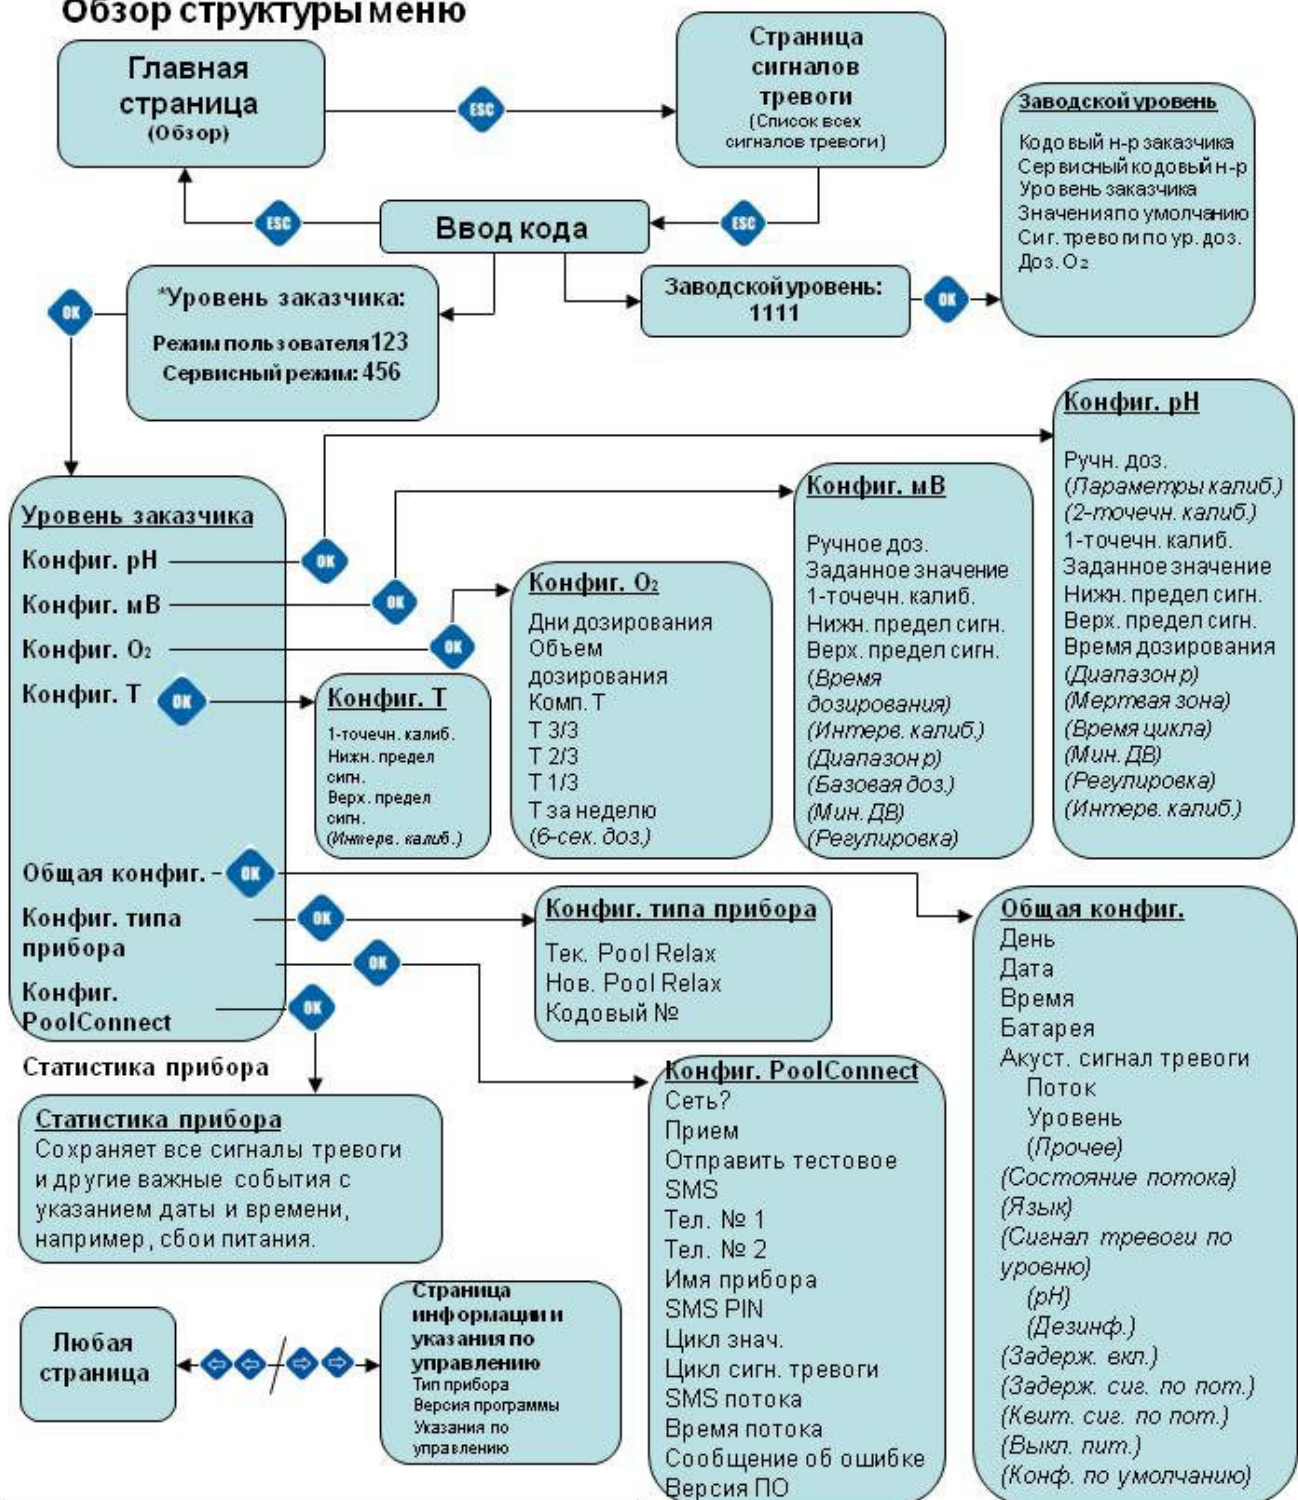 Обзор структуры меню
Главная
страница
(Обзор)
ESC
Страница
сигналов
тревоги
(Список всех
сигналов тревоги)
Заводской уровень
Кодовый н-р заказчика
Сервисный кодовый н-р
Уровень заказчика
Значения по умолчанию
Сиг. тревоги по ур. доз.
Доз. O₂
ESC
Ввод кода
ESC
*Уровень заказчика:
Режим пользователя 123
Сервисный режим: 456
OK
Заводской уровень:
1111
OK
Уровень заказчика
Конфиг. pH
OK
Конфиг. мВ
OK
Конфиг. O₂
OK
Конфиг. Т
OK
Общая конфиг.
OK
Конфиг. типа
прибора
OK
OK
Конфиг.
PoolConnect
OK
Статистика прибора
Конфиг. Т
1-точечн. калиб.
Нижн. предел
сигн.
Верх. предел
сигн.
(Интерв. калиб.)
Конфиг. O₂
Дни дозирования
Объем
дозирования
Комп. Т
Т 3/3
Т 2/3
Т 1/3
Т за неделю
(6-сек. доз.)
Конфиг. мВ
Ручное доз.
Заданное значение
1-точечн. калиб.
Нижн. предел сигн.
Верх. предел сигн.
(Время
дозирования)
(Интерв. калиб.)
(Диапазон р)
(Базовая доз.)
(Мин. ДВ)
(Регулировка)
Конфиг. pH
Ручн. доз.
(Параметры калиб.)
(2-точечн. калиб.)
1-точечн. калиб.
Заданное значение
Нижн. предел сигн.
Верх. предел сигн.
Время дозирования
(Диапазон р)
(Мертвая зона)
(Время цикла)
(Мин. ДВ)
(Регулировка)
(Интерв. калиб.)
Конфиг. типа прибора
Тек. Pool Relax
Нов. Pool Relax
Кодовый №
Общая конфиг.
День
Дата
Время
Батарея
Акуст. сигнал тревоги
Поток
Уровень
(Прочее)
(Состояние потока)
(Язык)
(Сигнал тревоги по
уровню)
(pH)
(Дезинф.)
(Задерж. вкл.)
(Задерж. сиг. по пот.)
(Квит. сиг. по пот.)
(Выкл. пит.)
(Конф. по умолчанию)
Конфиг. PoolConnect
Сеть?
Прием
Отправить тестовое
SMS
Тел. № 1
Тел. № 2
Имя прибора
SMS PIN
Цикл знач.
Цикл сигн. тревоги
SMS потока
Время потока
Сообщение об ошибке
Версия ПО
Статистика прибора
Сохраняет все сигналы тревоги
и другие важные события с
указанием даты и времени,
например, сбои питания.
Любая
страница
Страница
информации и
указания по
управлению
Тип прибора
Версия программы
Указания по
управлению